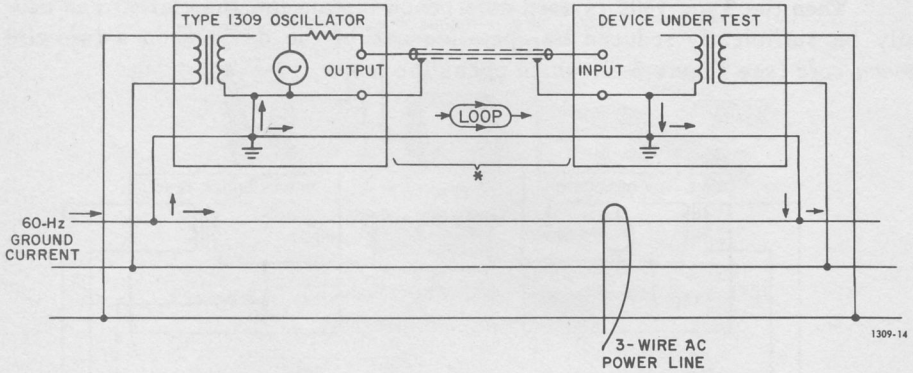 TYPE 1309 OSCILLATOR
DEVICE UNDER TEST
OUTPUT
INPUT
LOOP
*
60-Hz
GROUND
CURRENT
1309-14
3-WIRE AC
POWER LINE